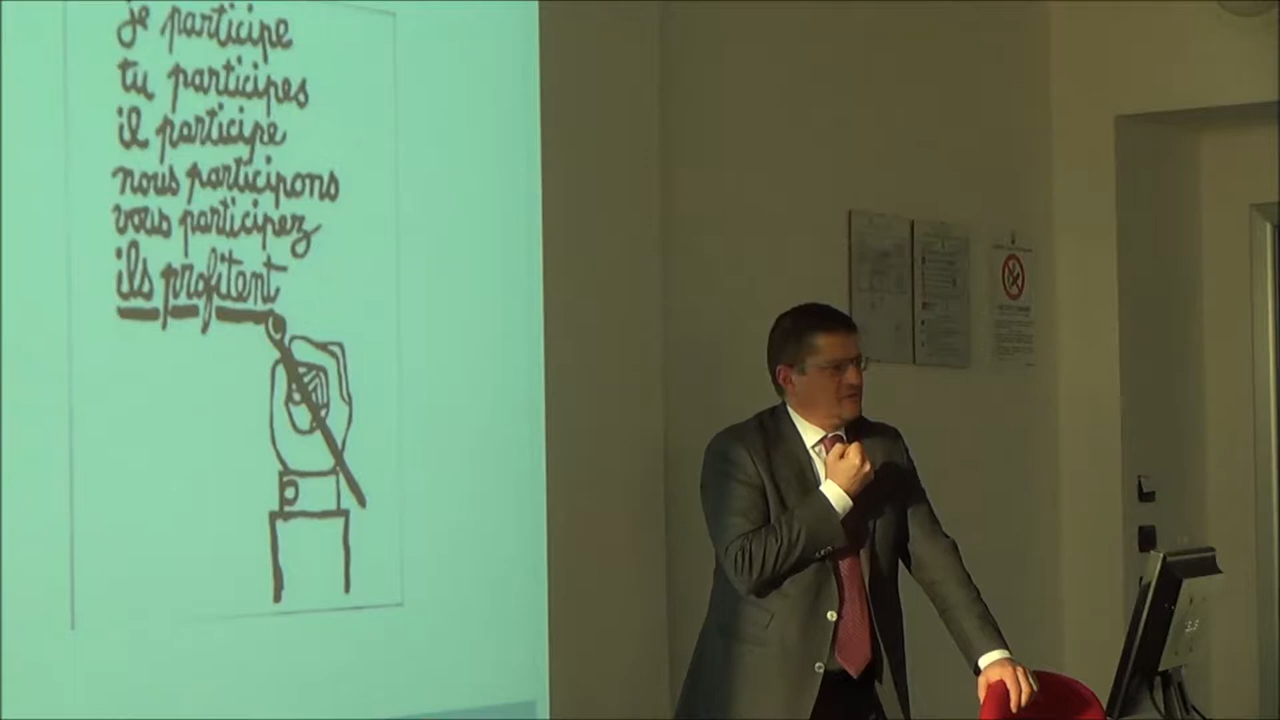 je participe
tu participes
il participe
nous participons
vous participez
ils profitent